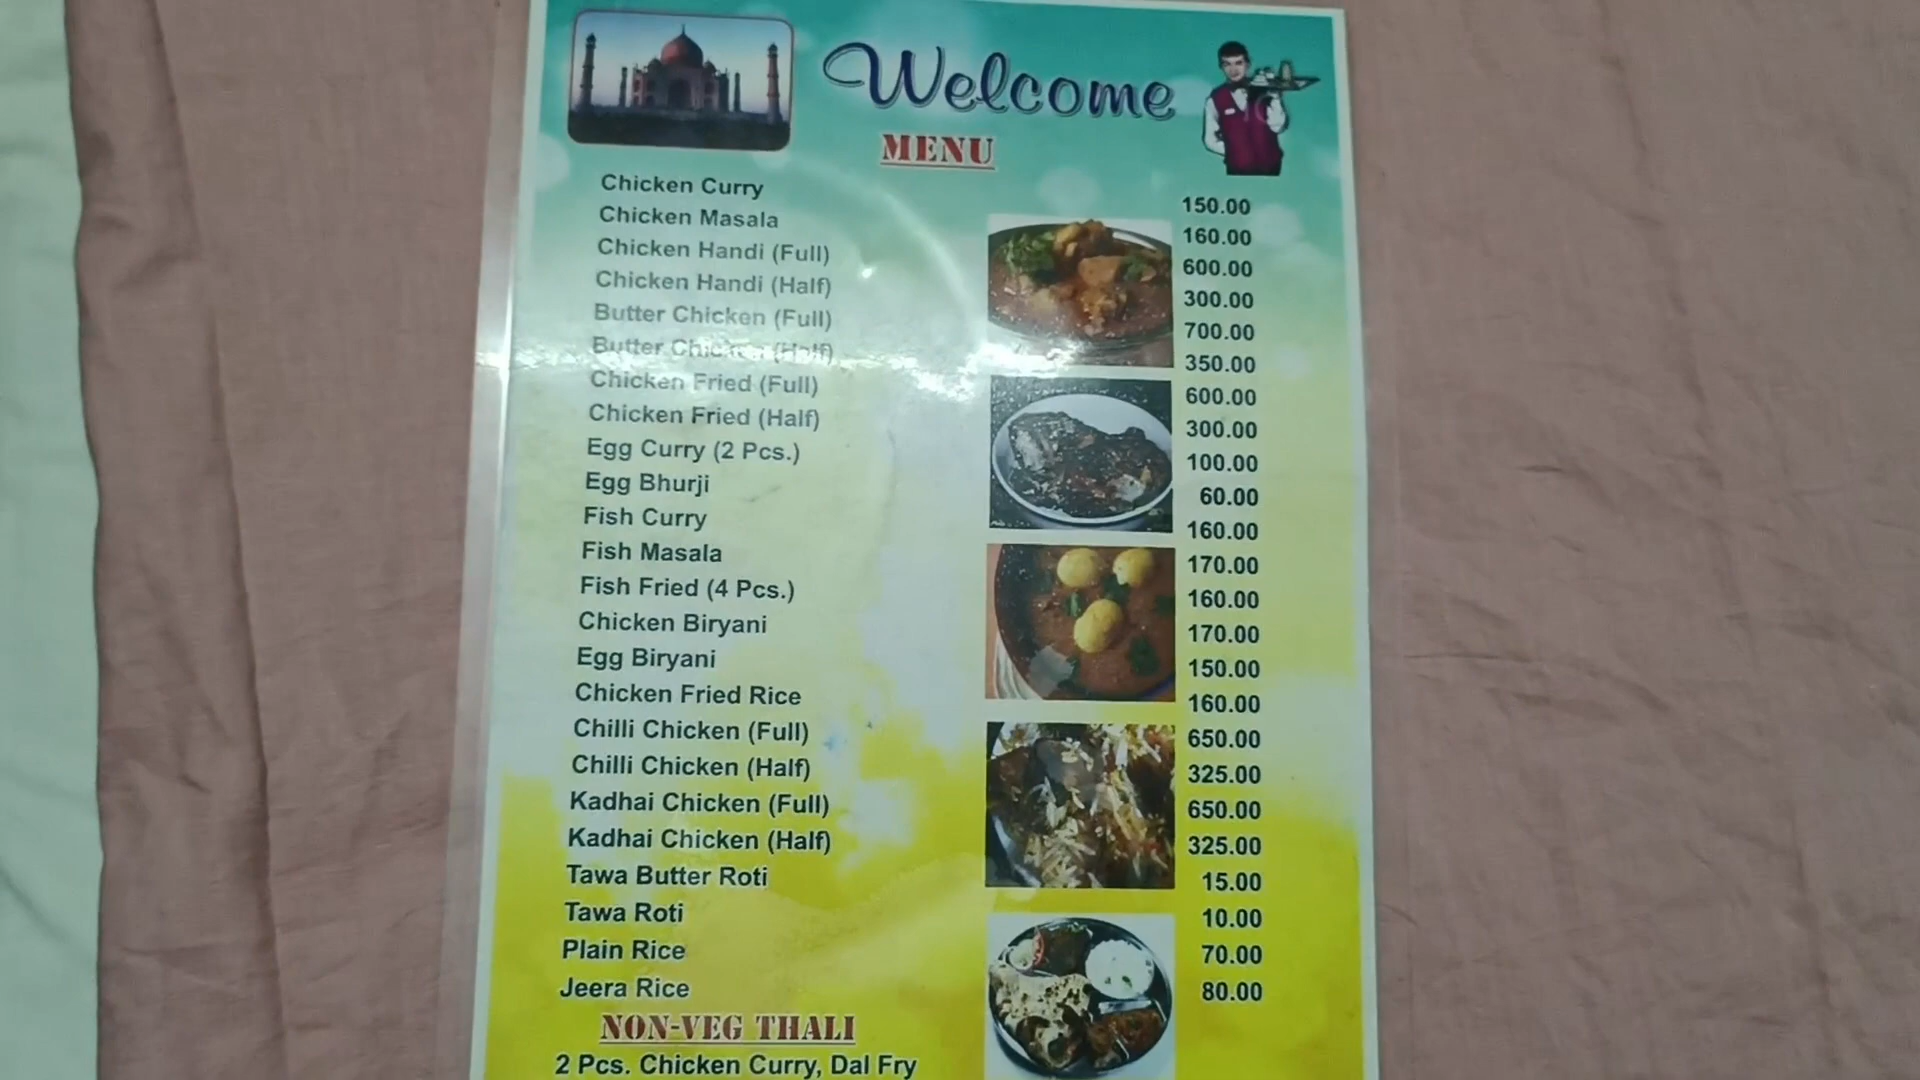 Welcome
MENU
Chicken Curry 150.00
Chicken Masala 160.00
Chicken Handi (Full) 600.00
Chicken Handi (Half) 300.00
Butter Chicken (Full) 700.00
Butter Chicken (Half) 350.00
Chicken Fried (Full) 600.00
Chicken Fried (Half) 300.00
Egg Curry (2 Pcs.) 100.00
Egg Bhurji 60.00
Fish Curry 160.00
Fish Masala 170.00
Fish Fried (4 Pcs.) 160.00
Chicken Biryani 170.00
Egg Biryani 150.00
Chicken Fried Rice 160.00
Chilli Chicken (Full) 650.00
Chilli Chicken (Half) 325.00
Kadhai Chicken (Full) 650.00
Kadhai Chicken (Half) 325.00
Tawa Butter Roti 15.00
Tawa Roti 10.00
Plain Rice 70.00
Jeera Rice 80.00
NON-VEG THALI
2 Pcs. Chicken Curry, Dal Fry